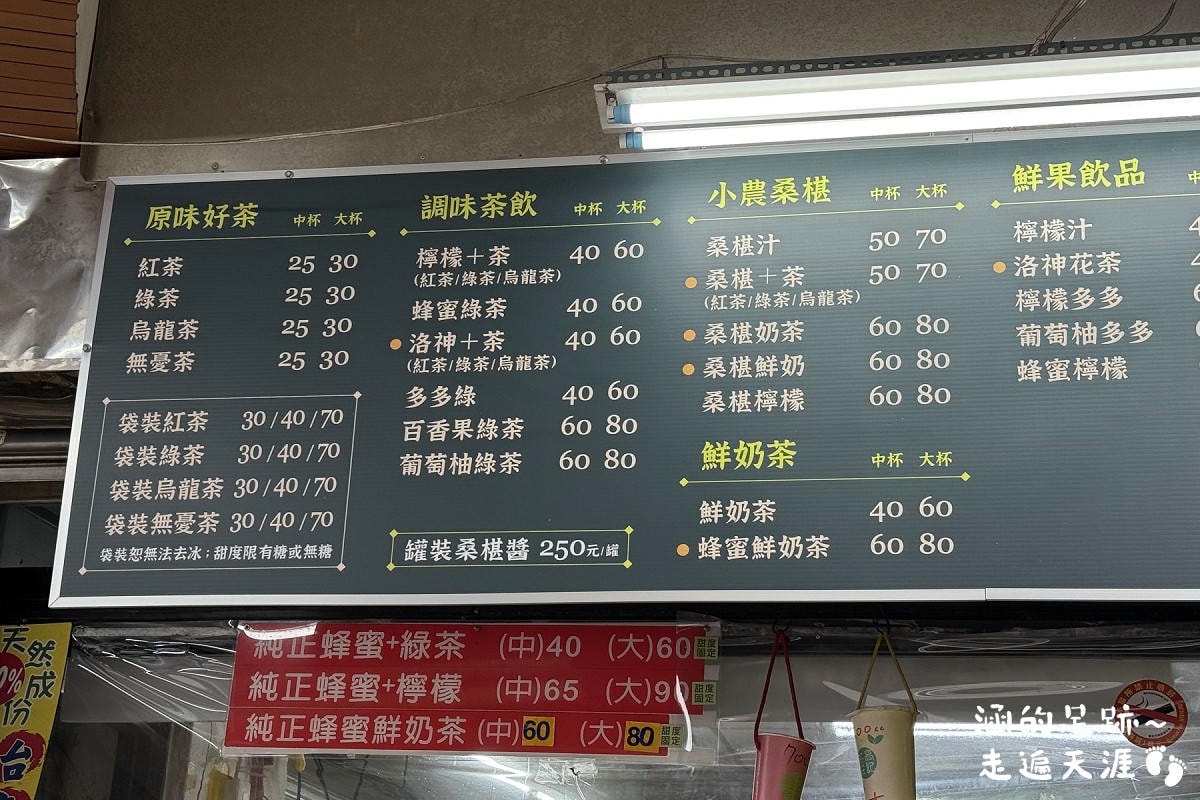 原味好茶 中杯 大杯
紅茶 25 30
綠茶 25 30
烏龍茶 25 30
無憂茶 25 30
袋裝紅茶 30/40/70
袋裝綠茶 30/40/70
袋裝烏龍茶 30/40/70
袋裝無憂茶 30/40/70
袋裝恕無法去冰；甜度限有糖或無糖
調味茶飲 中杯 大杯
檸檬＋茶 40 60
(紅茶/綠茶/烏龍茶)
蜂蜜綠茶 40 60
洛神＋茶 40 60
(紅茶/綠茶/烏龍茶)
多多綠 40 60
百香果綠茶 60 80
葡萄柚綠茶 60 80
罐裝桑椹醬 250元/罐
小農桑椹 中杯 大杯
桑椹汁 50 70
桑椹＋茶 50 70
(紅茶/綠茶/烏龍茶)
桑椹奶茶 60 80
桑椹鮮奶 60 80
桑椹檸檬 60 80
鮮奶茶 中杯 大杯
鮮奶茶 40 60
蜂蜜鮮奶茶 60 80
鮮果飲品
檸檬汁
洛神花茶
檸檬多多
葡萄柚多多
蜂蜜檸檬
純正蜂蜜+綠茶 (中)40 (大)60 甜度固定
純正蜂蜜+檸檬 (中)65 (大)90 甜度固定
純正蜂蜜鮮奶茶 (中)60 (大)80 甜度固定
天然成份
台
涵的足跡~
走遍天涯